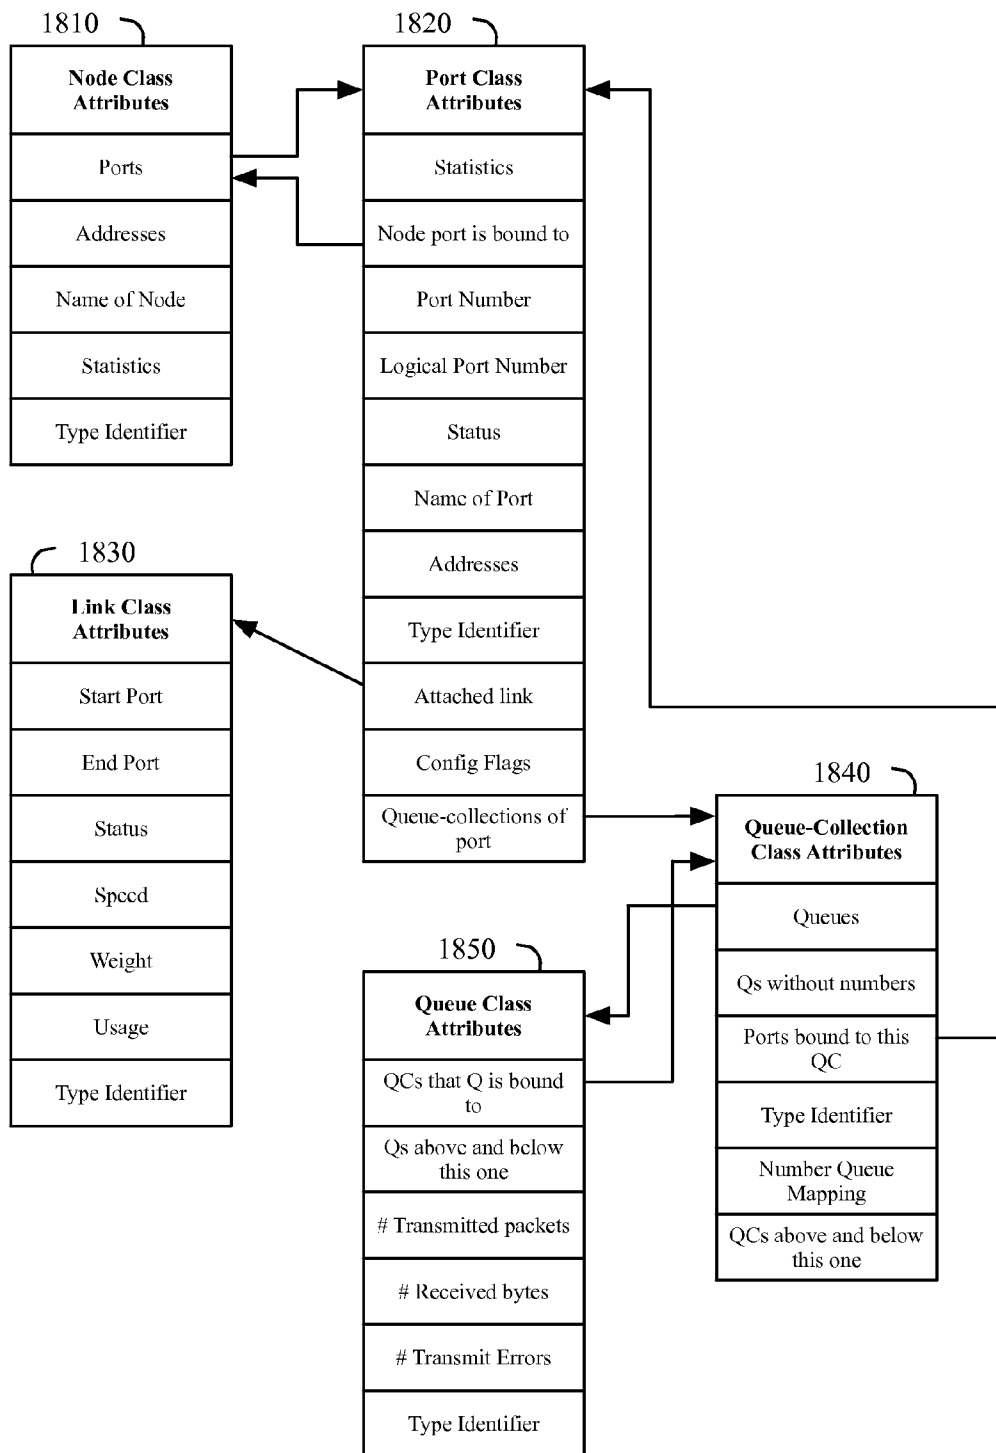 1810
Node Class
Attributes
Ports
Addresses
Name of Node
Statistics
Type Identifier
1820
Port Class
Attributes
Statistics
Node port is bound to
Port Number
Logical Port Number
Status
Name of Port
Addresses
Type Identifier
Attached link
Config Flags
Queue-collections of
port
1830
Link Class
Attributes
Start Port
End Port
Status
Speed
Weight
Usage
Type Identifier
1840
Queue-Collection
Class Attributes
Queues
Qs without numbers
Ports bound to this
QC
Type Identifier
Number Queue
Mapping
QCs above and below
this one
1850
Queue Class
Attributes
QCs that Q is bound
to
Qs above and below
this one
# Transmitted packets
# Received bytes
# Transmit Errors
Type Identifier